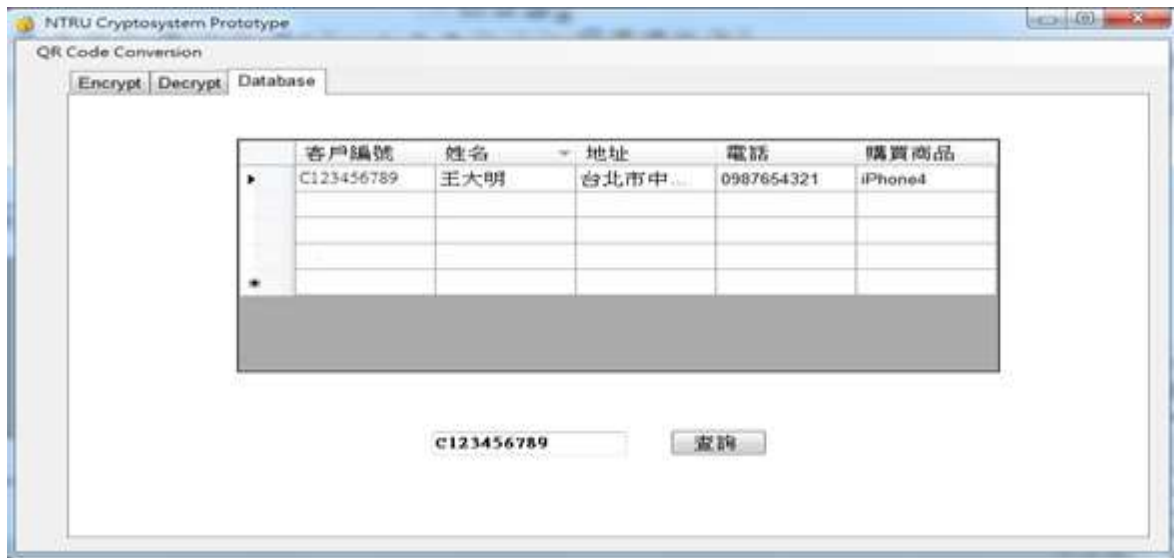 NTRU Cryptosystem Prototype
QR Code Conversion
Encrypt Decrypt Database
客戶編號 姓名 地址 電話 購買商品
C123456789 王大明 台北市中... 0987654321 iPhone4
C123456789 查詢